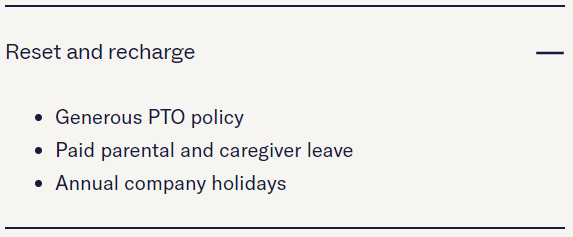 Reset and recharge
• Generous PTO policy
• Paid parental and caregiver leave
• Annual company holidays